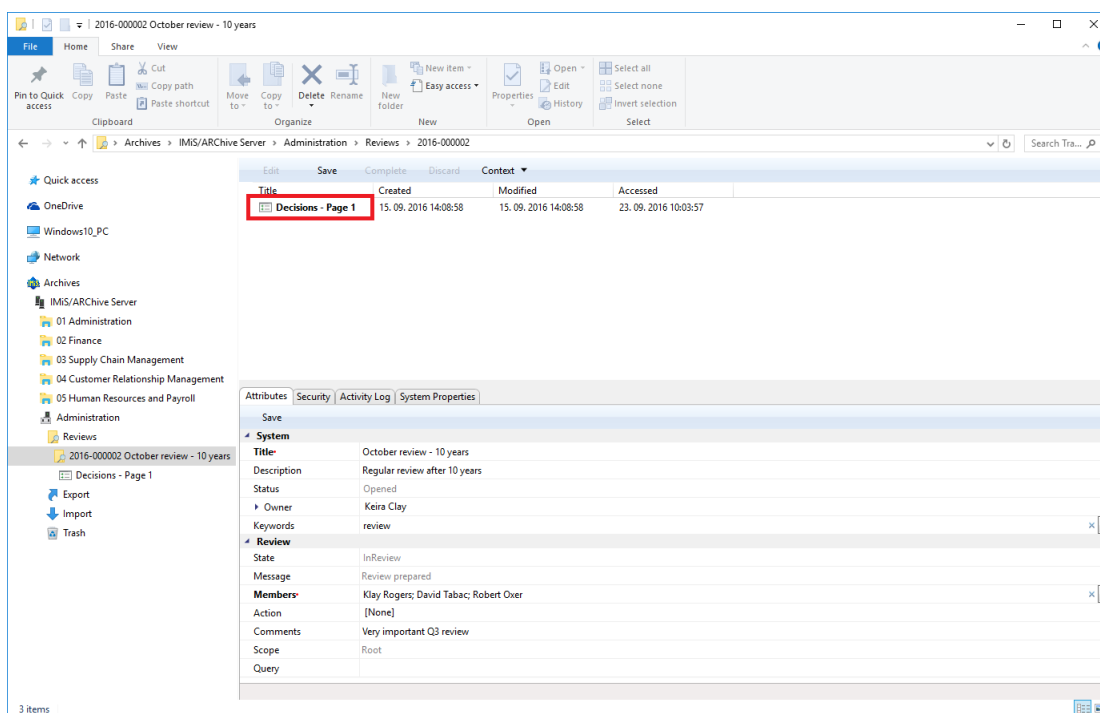 2016-000002 October review - 10 years
File Home Share View
Pin to Quick access
Copy
Paste
Cut
Copy path
Paste shortcut
Clipboard
Move to
Copy to
Delete
Rename
Organize
New folder
New item
Easy access
New
Properties
Open
Edit
History
Open
Select all
Select none
Invert selection
Select
Archives > IMiS/ARChive Server > Administration > Reviews > 2016-000002
Search Tra...
Quick access
OneDrive
Windows10_PC
Network
Archives
IMiS/ARChive Server
01 Administration
02 Finance
03 Supply Chain Management
04 Customer Relationship Management
05 Human Resources and Payroll
Administration
Reviews
2016-000002 October review - 10 years
Decisions - Page 1
Export
Import
Trash
Edit Save Complete Discard Context
Title Created Modified Accessed
Decisions - Page 1 15. 09. 2016 14:08:58 15. 09. 2016 14:08:58 23. 09. 2016 10:03:57
Attributes Security Activity Log System Properties
Save
System
Title* October review - 10 years
Description Regular review after 10 years
Status Opened
Owner Keira Clay
Keywords review
Review
State InReview
Message Review prepared
Members* Klay Rogers; David Tabac; Robert Oxer
Action [None]
Comments Very important Q3 review
Scope Root
Query
3 items